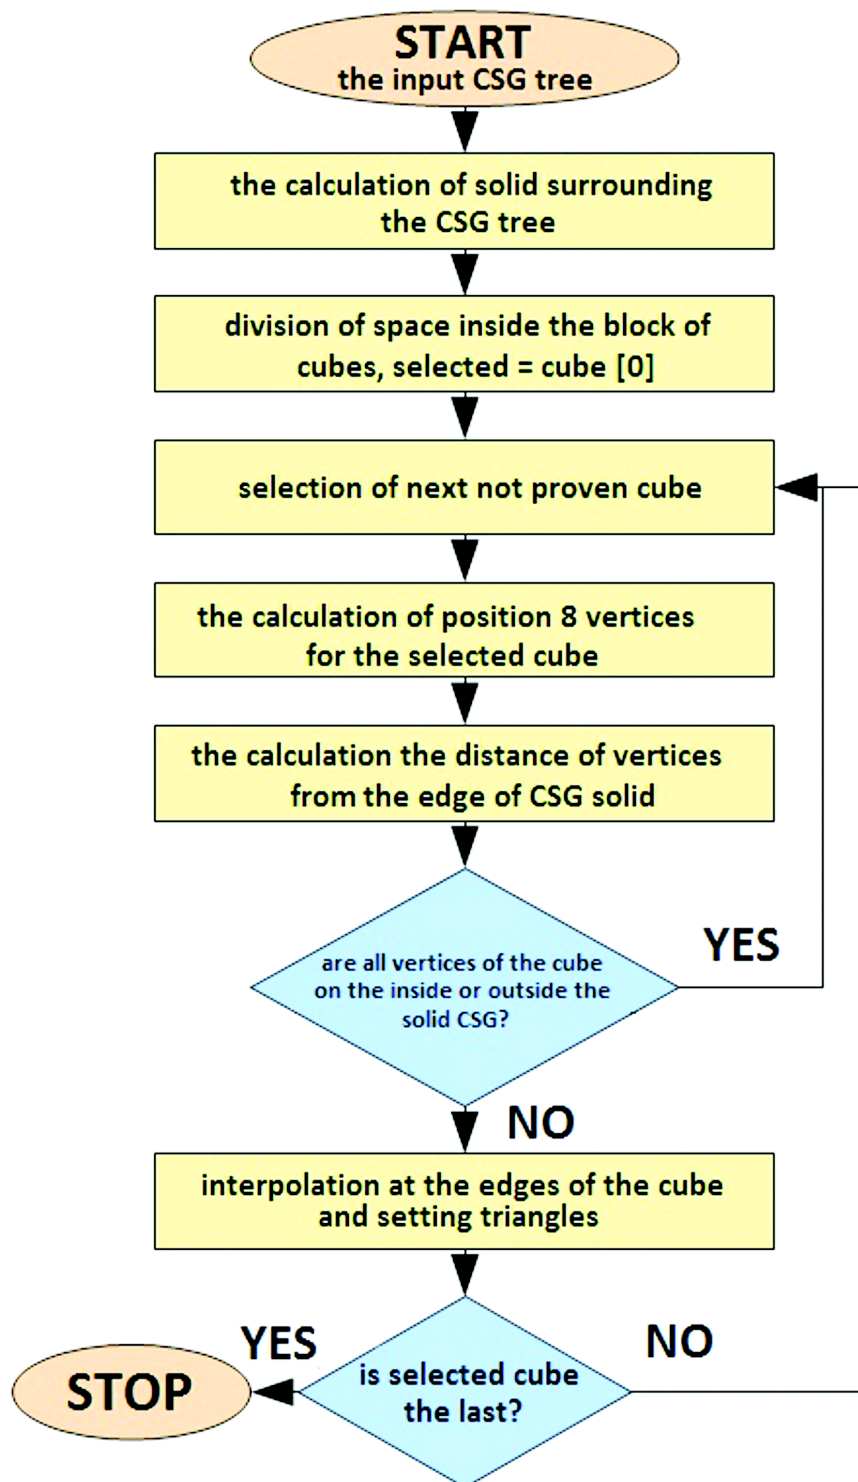 START
the input CSG tree
the calculation of solid surrounding
the CSG tree
division of space inside the block of
cubes, selected = cube [0]
selection of next not proven cube
the calculation of position 8 vertices
for the selected cube
the calculation the distance of vertices
from the edge of CSG solid
are all vertices of the cube
on the inside or outside the
solid CSG?
YES
NO
interpolation at the edges of the cube
and setting triangles
is selected cube
the last?
YES
NO
STOP